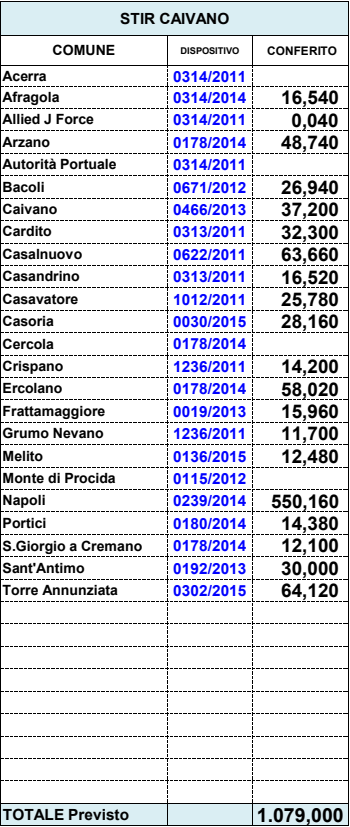 STIR CAIVANO
COMUNE DISPOSITIVO CONFERITO
Acerra 0314/2011
Afragola 0314/2014 16,540
Allied J Force 0314/2011 0,040
Arzano 0178/2014 48,740
Autorità Portuale 0314/2011
Bacoli 0671/2012 26,940
Caivano 0466/2013 37,200
Cardito 0313/2011 32,300
Casalnuovo 0622/2011 63,660
Casandrino 0313/2011 16,520
Casavatore 1012/2011 25,780
Casoria 0030/2015 28,160
Cercola 0178/2014
Crispano 1236/2011 14,200
Ercolano 0178/2014 58,020
Frattamaggiore 0019/2013 15,960
Grumo Nevano 1236/2011 11,700
Melito 0136/2015 12,480
Monte di Procida 0115/2012
Napoli 0239/2014 550,160
Portici 0180/2014 14,380
S.Giorgio a Cremano 0178/2014 12,100
Sant'Antimo 0192/2013 30,000
Torre Annunziata 0302/2015 64,120
TOTALE Previsto 1.079,000